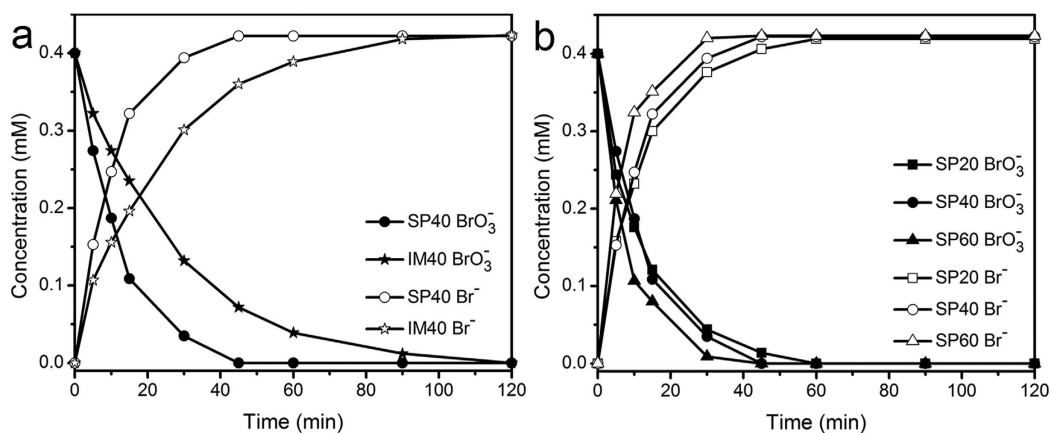 a
Concentration (mM)
0.4
0.3
0.2
0.1
0.0
0 20 40 60 80 100 120
Time (min)
SP40 BrO₃⁻
IM40 BrO₃⁻
SP40 Br⁻
IM40 Br⁻
b
Concentration (mM)
0.4
0.3
0.2
0.1
0.0
0 20 40 60 80 100 120
Time (min)
SP20 BrO₃⁻
SP40 BrO₃⁻
SP60 BrO₃⁻
SP20 Br⁻
SP40 Br⁻
SP60 Br⁻